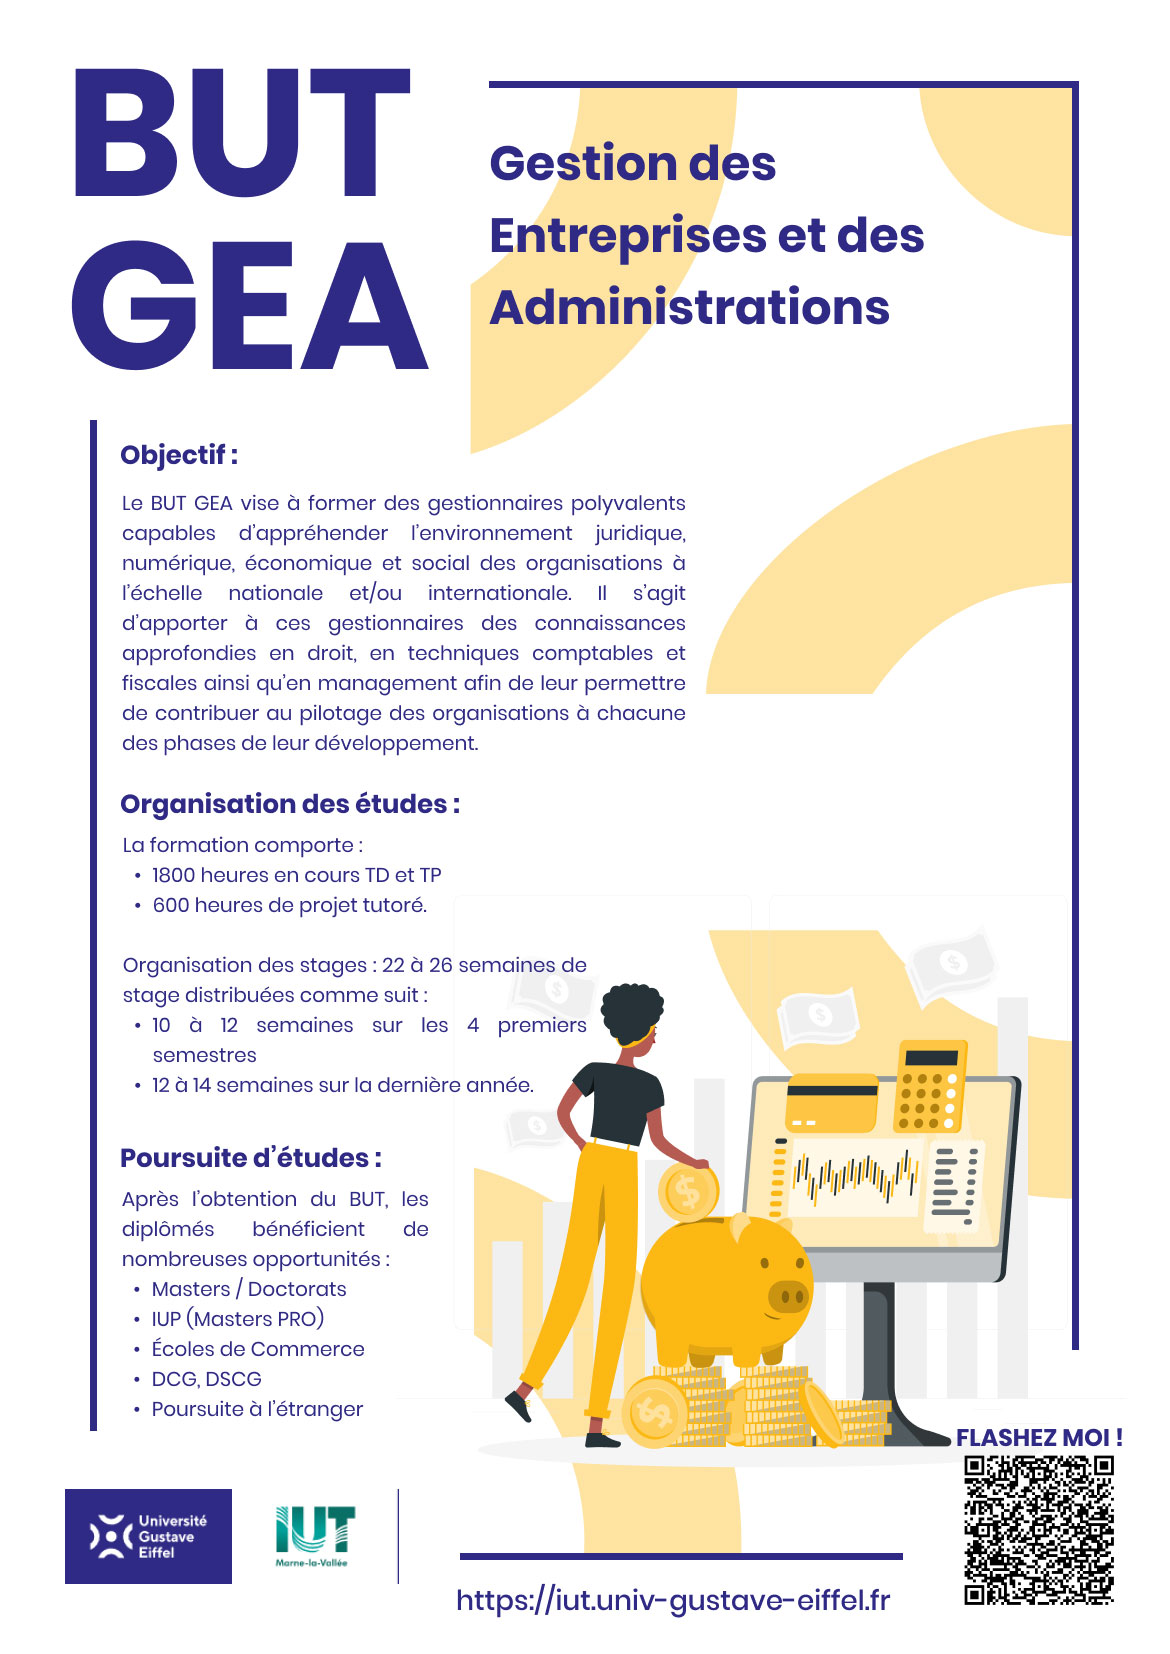 BUT
GEA
Gestion des
Entreprises et des
Administrations
Objectif :
Le BUT GEA vise à former des gestionnaires polyvalents
capables d’appréhender l’environnement juridique,
numérique, économique et social des organisations à
l’échelle nationale et/ou internationale. Il s’agit
d’apporter à ces gestionnaires des connaissances
approfondies en droit, en techniques comptables et
fiscales ainsi qu’en management afin de leur permettre
de contribuer au pilotage des organisations à chacune
des phases de leur développement.
Organisation des études :
La formation comporte :
• 1800 heures en cours TD et TP
• 600 heures de projet tutoré.
Organisation des stages : 22 à 26 semaines de
stage distribuées comme suit :
• 10 à 12 semaines sur les 4 premiers
semestres
• 12 à 14 semaines sur la dernière année.
Poursuite d’études :
Après l’obtention du BUT, les
diplômés bénéficient de
nombreuses opportunités :
• Masters / Doctorats
• IUP (Masters PRO)
• Écoles de Commerce
• DCG, DSCG
• Poursuite à l’étranger
FLASHEZ MOI !
Université
Gustave
Eiffel
IUT
Marne-la-Vallée
https://iut.univ-gustave-eiffel.fr